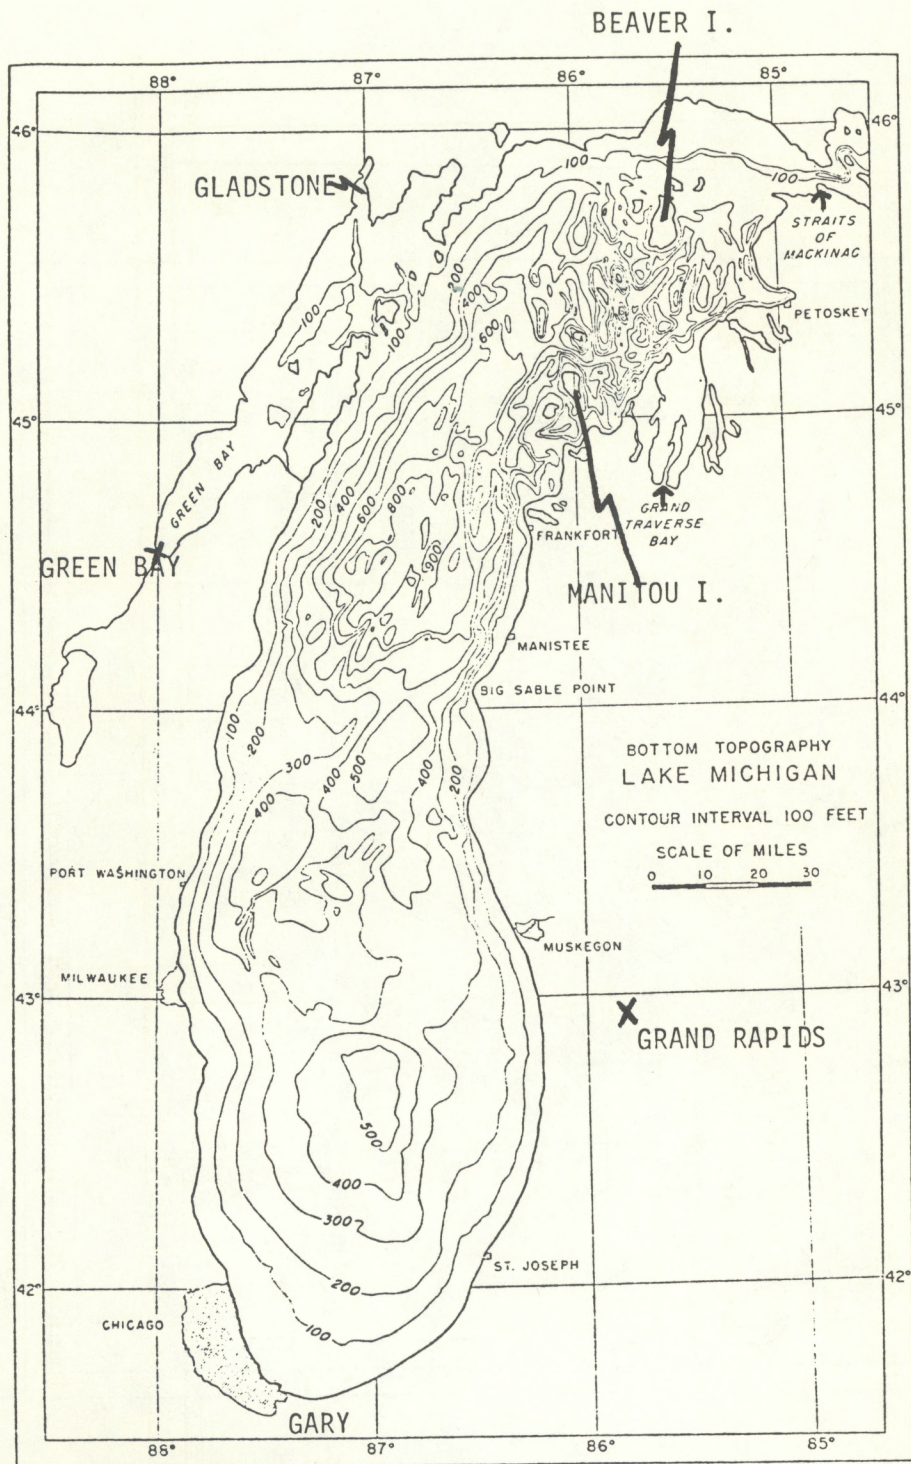 BEAVER I.
88° 87° 86° 85°
46° 46°
100
100
GLADSTONE
STRAITS
OF
MACKINAC
200
400
100
100
600
PETOSKEY
45° 45°
GREEN BAY
200
400
600
800
900
GRAND
TRAVERSE
BAY
FRANKFORT
GREEN BAY
MANITOU I.
MANISTEE
BIG SABLE POINT
44° 44°
100
200
300
400
400
500
400
200
BOTTOM TOPOGRAPHY
LAKE MICHIGAN
CONTOUR INTERVAL 100 FEET
SCALE OF MILES
0 10 20 30
PORT WASHINGTON
MUSKEGON
MILWAUKEE
43° 43°
GRAND RAPIDS
500
400
300
ST. JOSEPH
200
42° 42°
CHICAGO
100
GARY
88° 87° 86° 85°